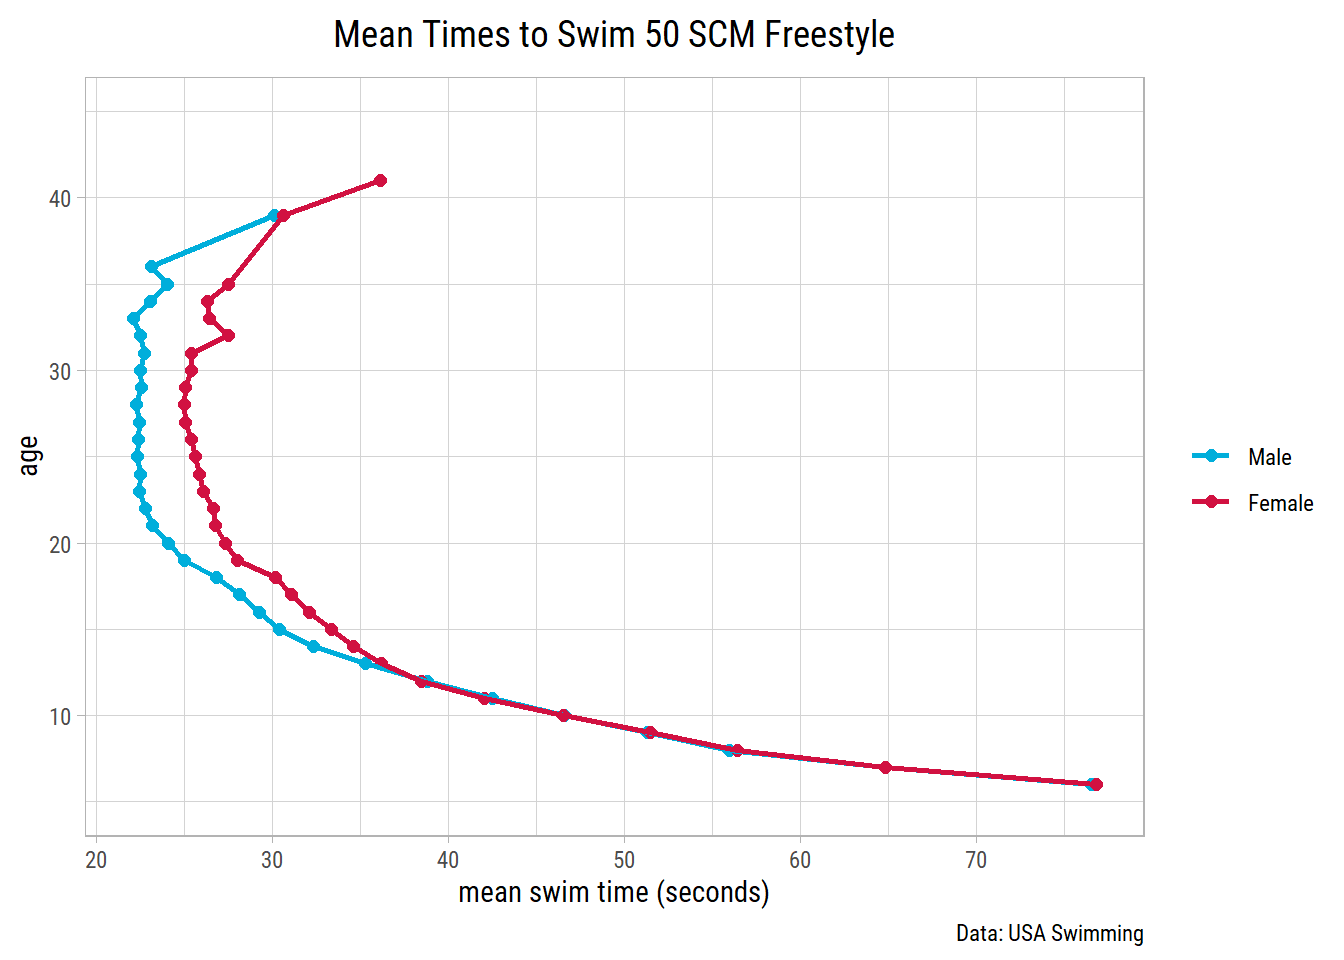 Mean Times to Swim 50 SCM Freestyle
40
30
20
10
age
20 30 40 50 60 70
mean swim time (seconds)
Male
Female
Data: USA Swimming